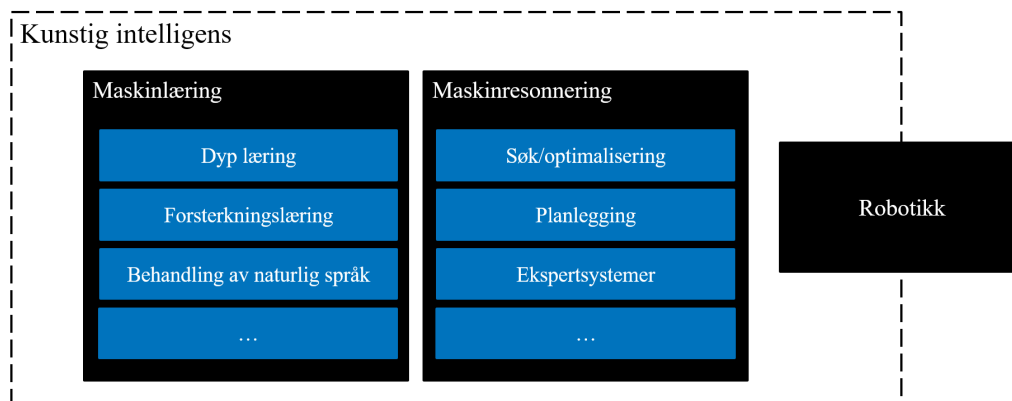 Kunstig intelligens
Maskinlæring
Dyp læring
Forsterkningslæring
Behandling av naturlig språk
…
Maskinresonnering
Søk/optimalisering
Planlegging
Ekspertsystemer
…
Robotikk